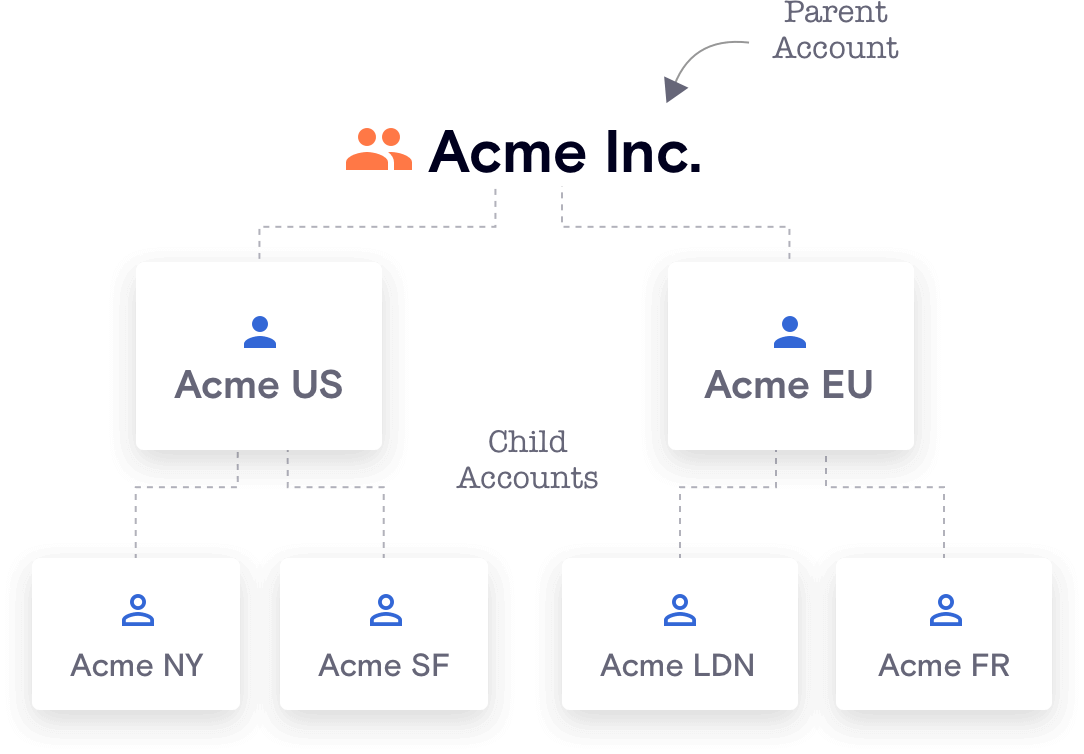 Parent
Account
Acme Inc.
Acme US
Acme EU
Child
Accounts
Acme NY
Acme SF
Acme LDN
Acme FR